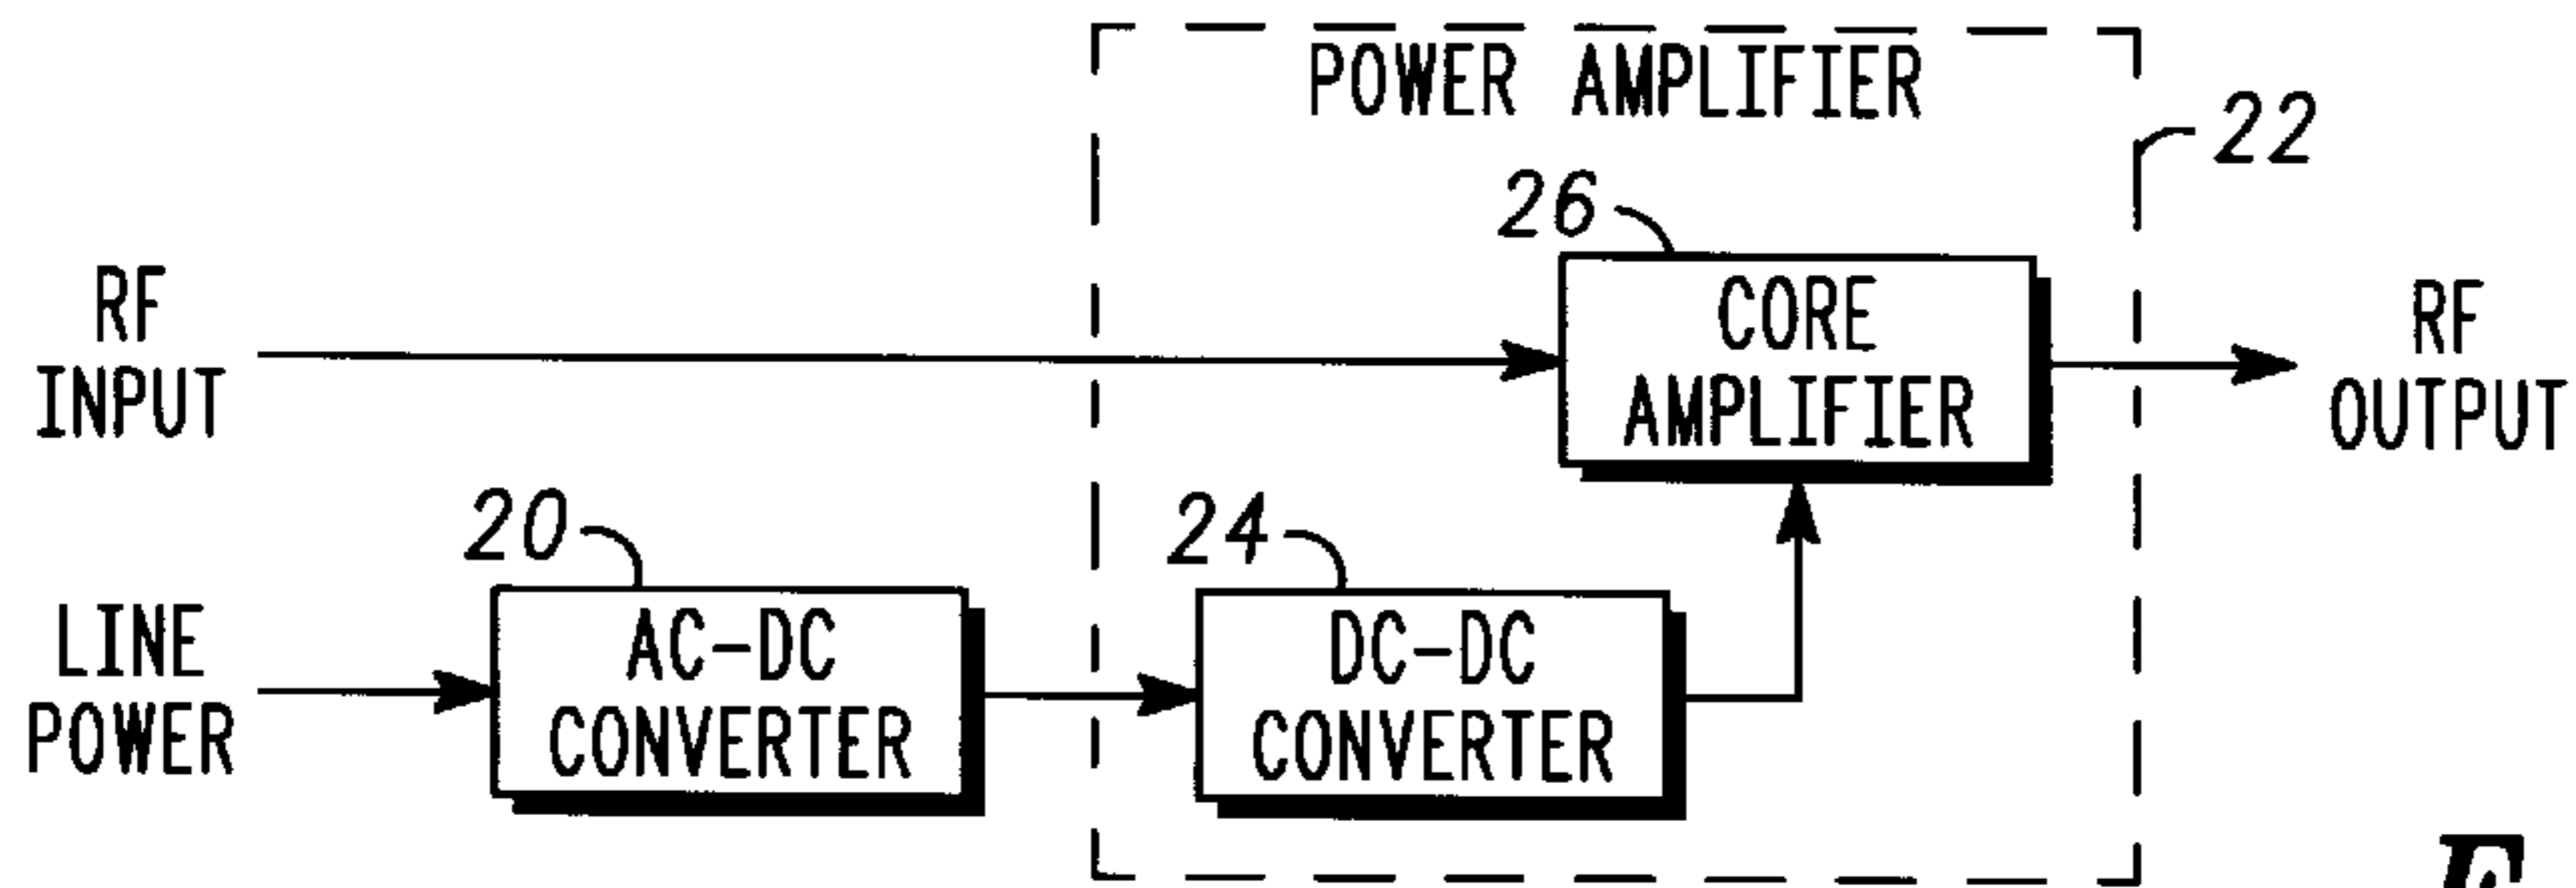 POWER AMPLIFIER
22
26
RF
INPUT
CORE
AMPLIFIER
RF
OUTPUT
20
24
LINE
POWER
AC-DC
CONVERTER
DC-DC
CONVERTER